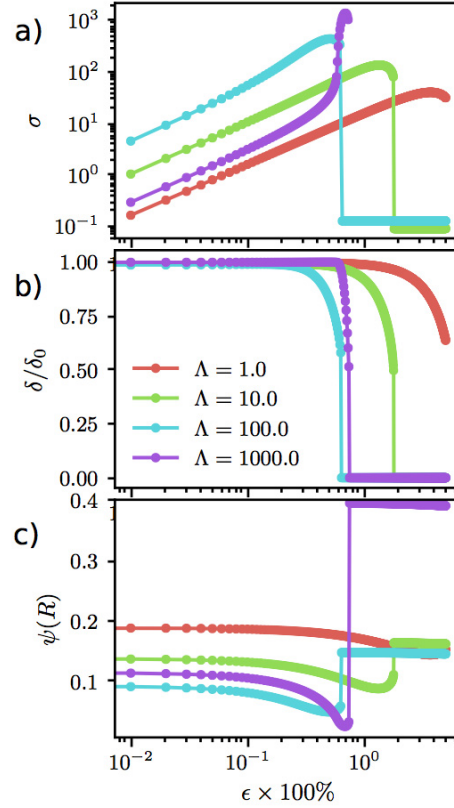 a)
σ
10³
10²
10¹
10⁰
10⁻¹
b)
δ/δ₀
1.00
0.75
0.50
0.25
0.00
Λ = 1.0
Λ = 10.0
Λ = 100.0
Λ = 1000.0
c)
ψ(R)
0.4
0.3
0.2
0.1
10⁻² 10⁻¹ 10⁰
ϵ × 100%